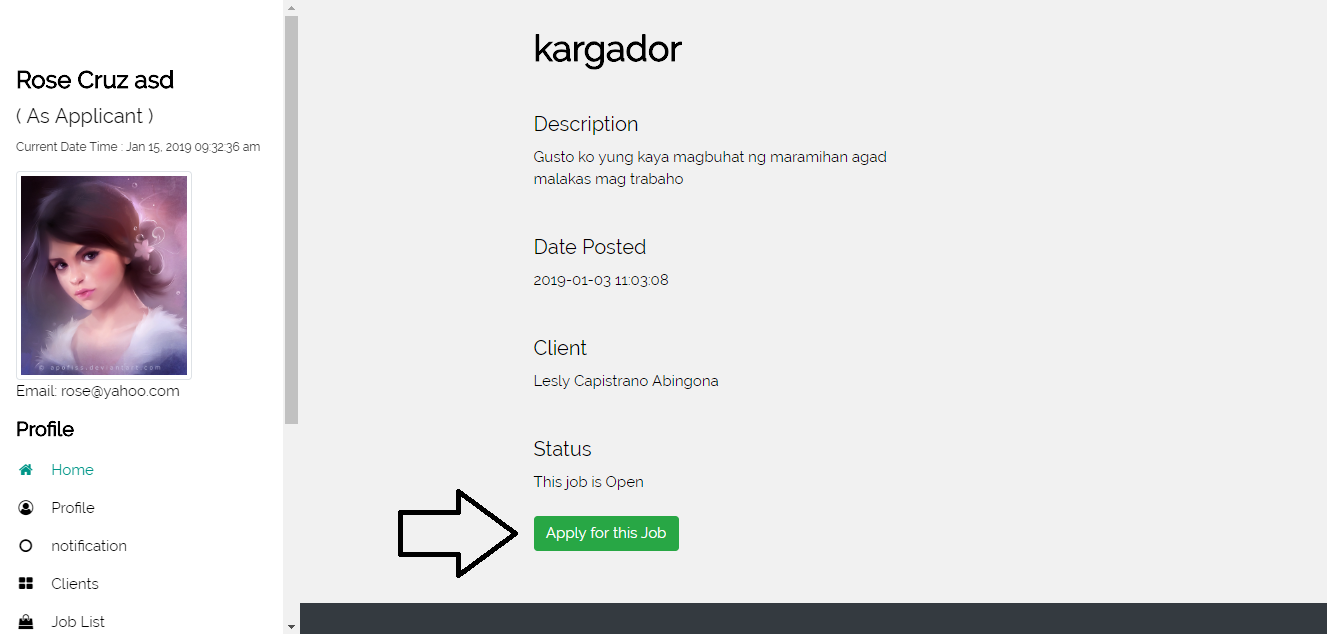 Rose Cruz asd
( As Applicant )
Current Date Time : Jan 15, 2019 09:32:36 am
© apofiss.deviantart.com
Email: rose@yahoo.com
Profile
Home
Profile
notification
Clients
Job List
kargador
Description
Gusto ko yung kaya magbuhat ng maramihan agad
malakas mag trabaho
Date Posted
2019-01-03 11:03:08
Client
Lesly Capistrano Abingona
Status
This job is Open
Apply for this Job